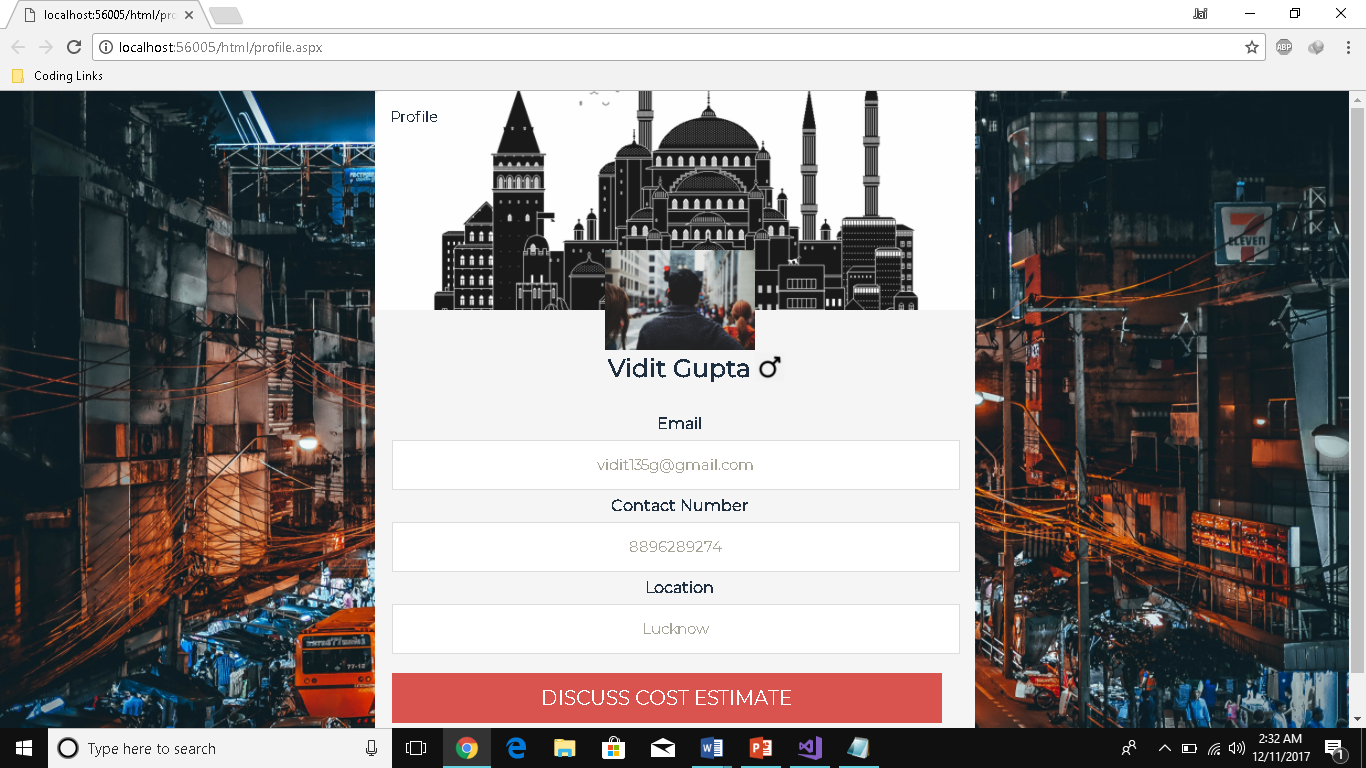 localhost:56005/html/pro
Jai
localhost:56005/html/profile.aspx
ABP
Coding Links
Profile
7
ELEVEN
Vidit Gupta
Email
vidit135g@gmail.com
Contact Number
8896289274
Location
Lucknow
DISCUSS COST ESTIMATE
Type here to search
2:32 AM
12/11/2017
1